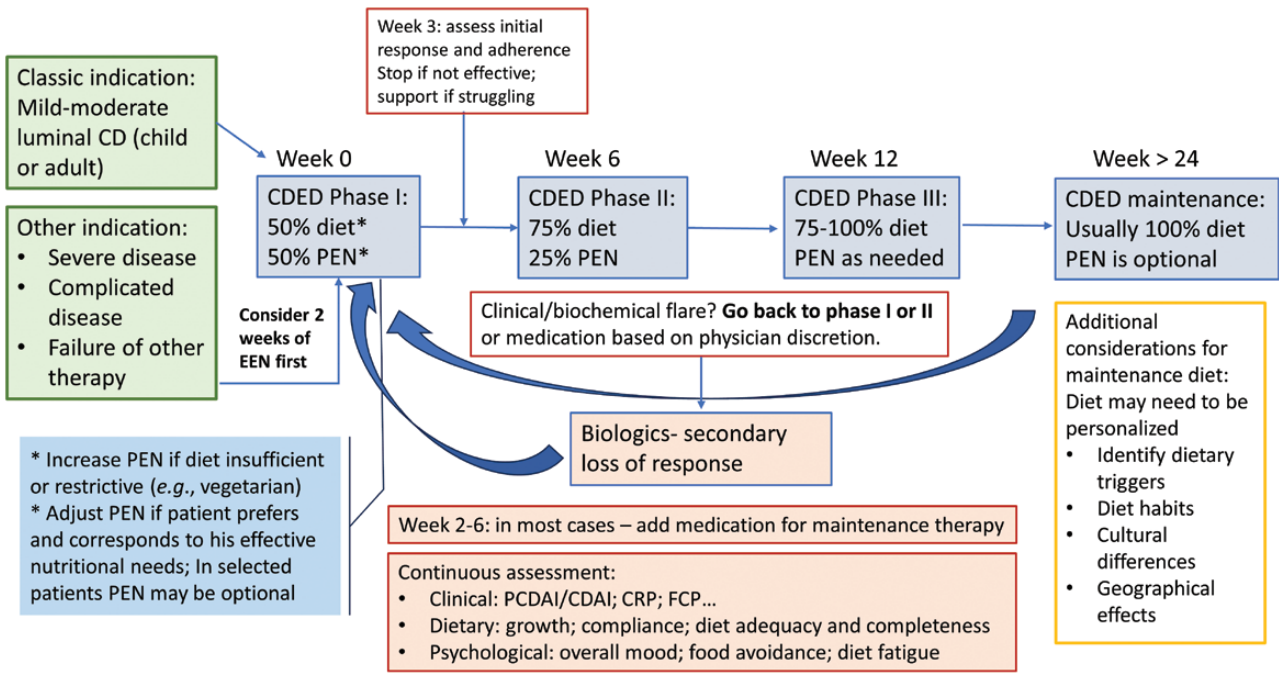 Week 3: assess initial
response and adherence
Stop if not effective;
support if struggling
Classic indication:
Mild-moderate
luminal CD (child
or adult)
Other indication:
• Severe disease
• Complicated
disease
• Failure of other
therapy
Consider 2
weeks of
EEN first
Week 0
CDED Phase I:
50% diet*
50% PEN*
Week 6
CDED Phase II:
75% diet
25% PEN
Week 12
CDED Phase III:
75-100% diet
PEN as needed
Week > 24
CDED maintenance:
Usually 100% diet
PEN is optional
Clinical/biochemical flare? Go back to phase I or II
or medication based on physician discretion.
Biologics- secondary
loss of response
Additional
considerations for
maintenance diet:
Diet may need to be
personalized
• Identify dietary
triggers
• Diet habits
• Cultural
differences
• Geographical
effects
* Increase PEN if diet insufficient
or restrictive (e.g., vegetarian)
* Adjust PEN if patient prefers
and corresponds to his effective
nutritional needs; In selected
patients PEN may be optional
Week 2-6: in most cases – add medication for maintenance therapy
Continuous assessment:
• Clinical: PCDAI/CDAI; CRP; FCP...
• Dietary: growth; compliance; diet adequacy and completeness
• Psychological: overall mood; food avoidance; diet fatigue